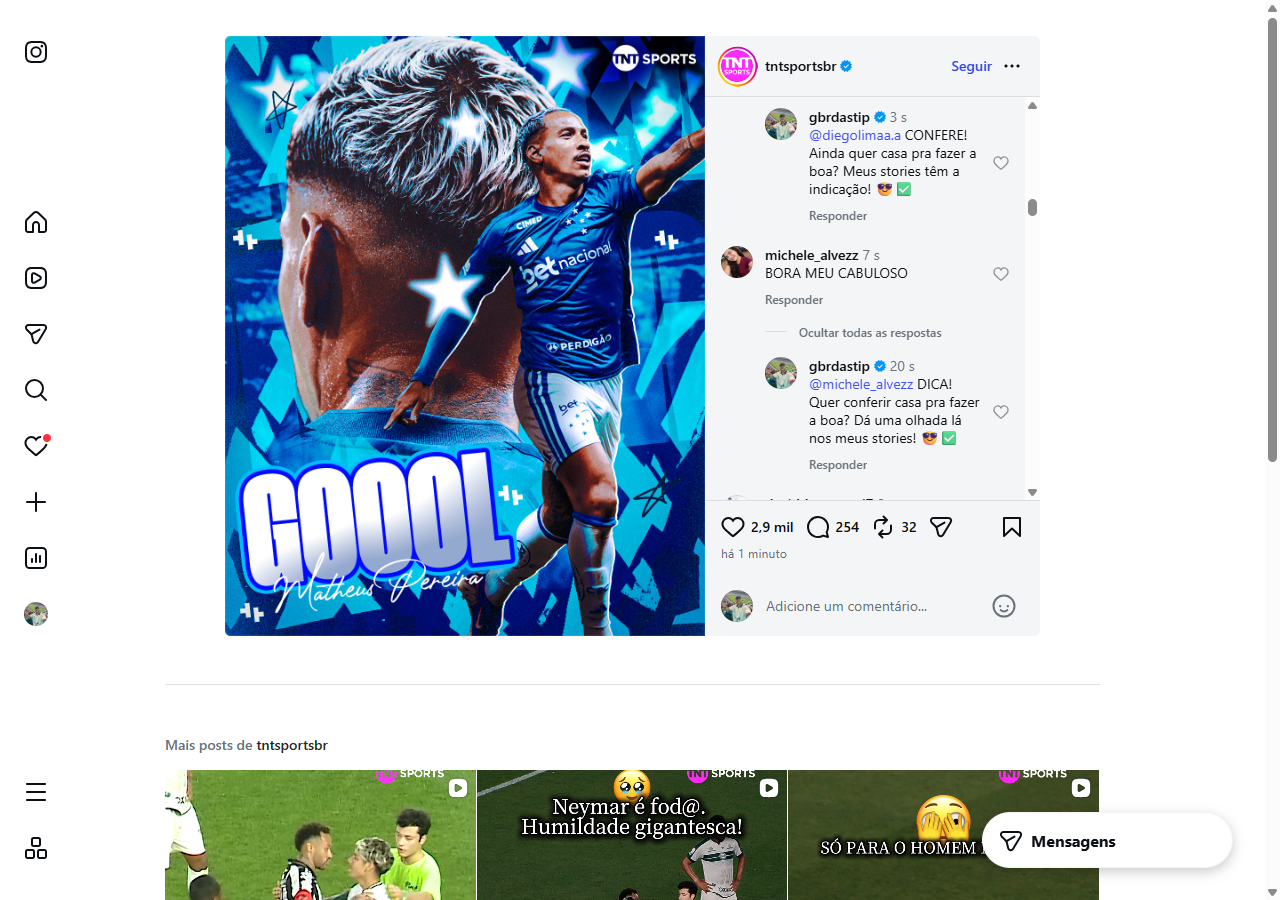 TNT SPORTS
CIMED
betnacional
PERDIGÃO
bet
GOOOL
Matheus Pereira
TNT
SPORTS
tntsportsbr
Seguir
gbrdastip 3 s
@diegolimaa.a CONFERE!
Ainda quer casa pra fazer a
boa? Meus stories têm a
indicação! 😎 ✅
Responder
michele_alvezz 7 s
BORA MEU CABULOSO
Responder
Ocultar todas as respostas
gbrdastip 20 s
@michele_alvezz DICA!
Quer conferir casa pra fazer
a boa? Dá uma olhada lá
nos meus stories! 😎 ✅
Responder
2,9 mil 254 32
há 1 minuto
Adicione um comentário...
Mais posts de tntsportsbr
TNT SPORTS
TNT SPORTS
Neymar é fod@.
Humildade gigantesca!
TNT SPORTS
SÓ PARA O HOMEM
Mensagens